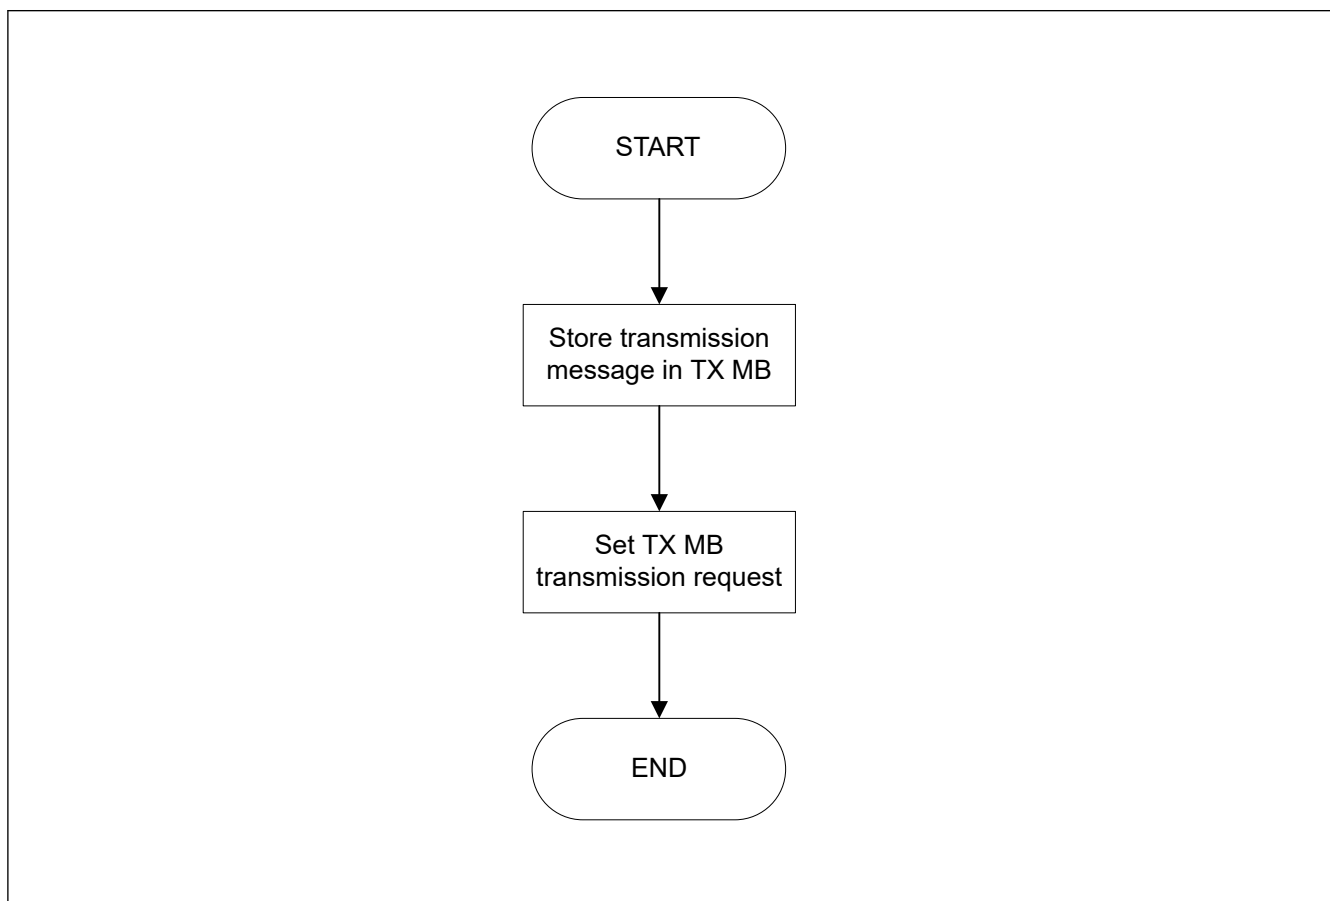 START
Store transmission
message in TX MB
Set TX MB
transmission request
END